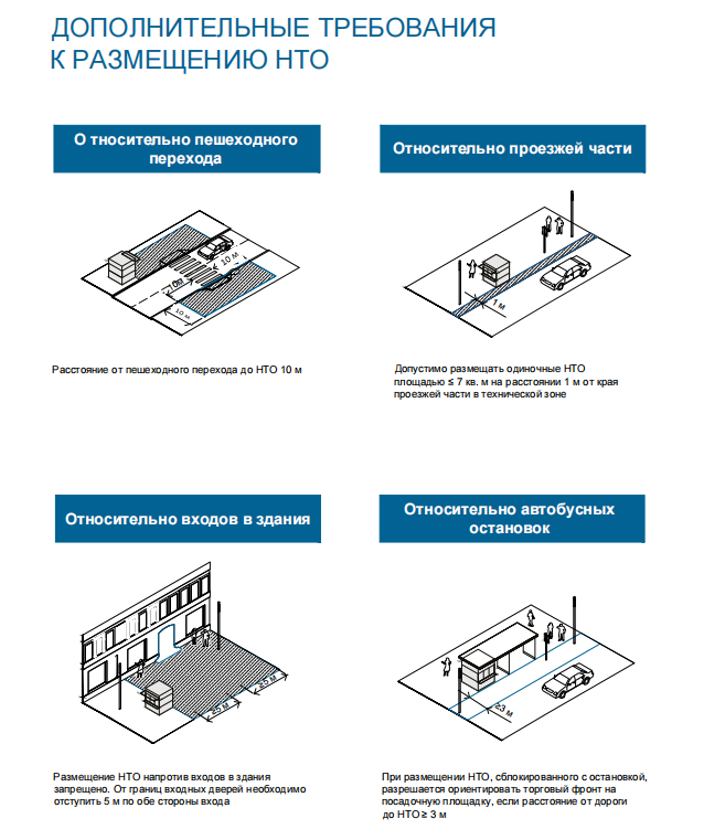 ДОПОЛНИТЕЛЬНЫЕ ТРЕБОВАНИЯ
К РАЗМЕЩЕНИЮ НТО
О тносительно пешеходного
перехода
Относительно проезжей части
10 м
10м
10 м
1 м
Расстояние от пешеходного перехода до НТО 10 м
Допустимо размещать одиночные НТО
площадью ≤ 7 кв. м на расстоянии 1 м от края
проезжей части в технической зоне
Относительно входов в здания
Относительно автобусных
остановок
≥5 м
≥5 м
≥3 м
Размещение НТО напротив входов в здания
запрещено. От границ входных дверей необходимо
отступить 5 м по обе стороны входа
При размещении НТО, сблокированного с остановкой,
разрешается ориентировать торговый фронт на
посадочную площадку, если расстояние от дороги
до НТО ≥ 3 м